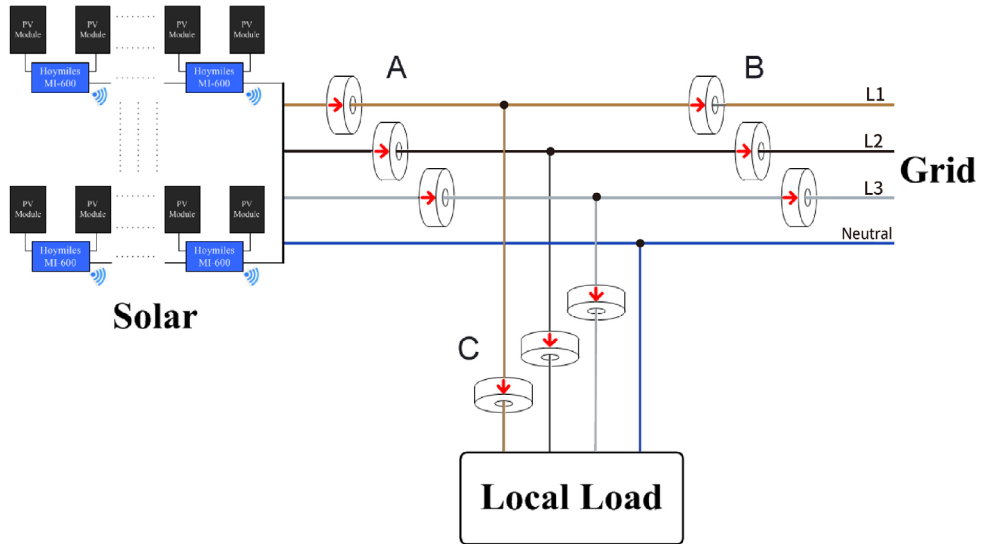 PV
Module
PV
Module
PV
Module
PV
Module
Hoymiles
MI-600
Hoymiles
MI-600
A
B
L1
L2
L3
Grid
PV
Module
PV
Module
PV
Module
PV
Module
Neutral
Hoymiles
MI-600
Hoymiles
MI-600
Solar
C
Local Load